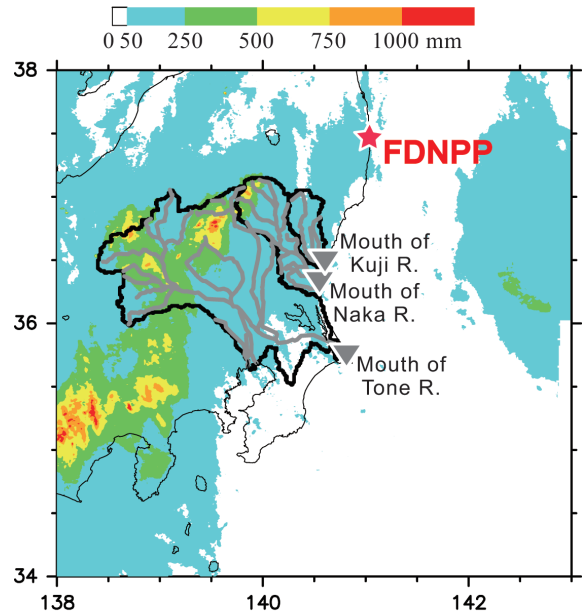 0 50 250 500 750 1000 mm
38
FDNPP
Mouth of
Kuji R.
Mouth of
Naka R.
36
Mouth of
Tone R.
34
138 140 142